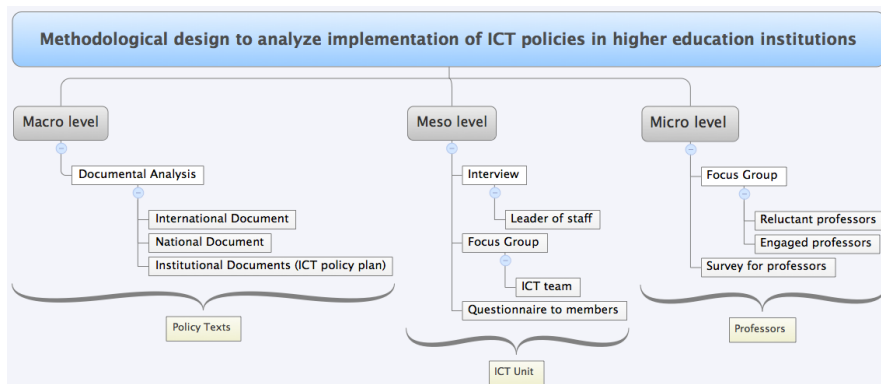 Methodological design to analyze implementation of ICT policies in higher education institutions
Macro level
Documental Analysis
International Document
National Document
Institutional Documents (ICT policy plan)
Policy Texts
Meso level
Interview
Leader of staff
Focus Group
ICT team
Questionnaire to members
ICT Unit
Micro level
Focus Group
Reluctant professors
Engaged professors
Survey for professors
Professors